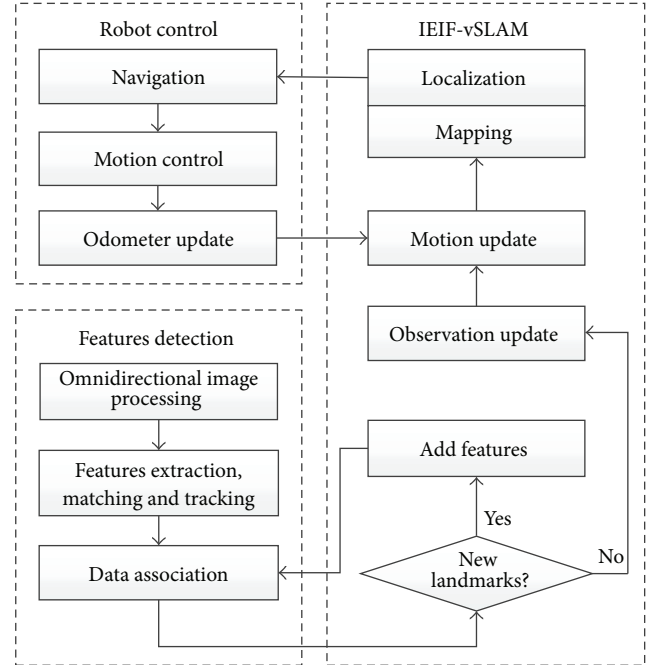 Robot control
Navigation
Motion control
Odometer update
Features detection
Omnidirectional image
processing
Features extraction,
matching and tracking
Data association
IEIF-vSLAM
Localization
Mapping
Motion update
Observation update
Add features
Yes
New
landmarks?
No